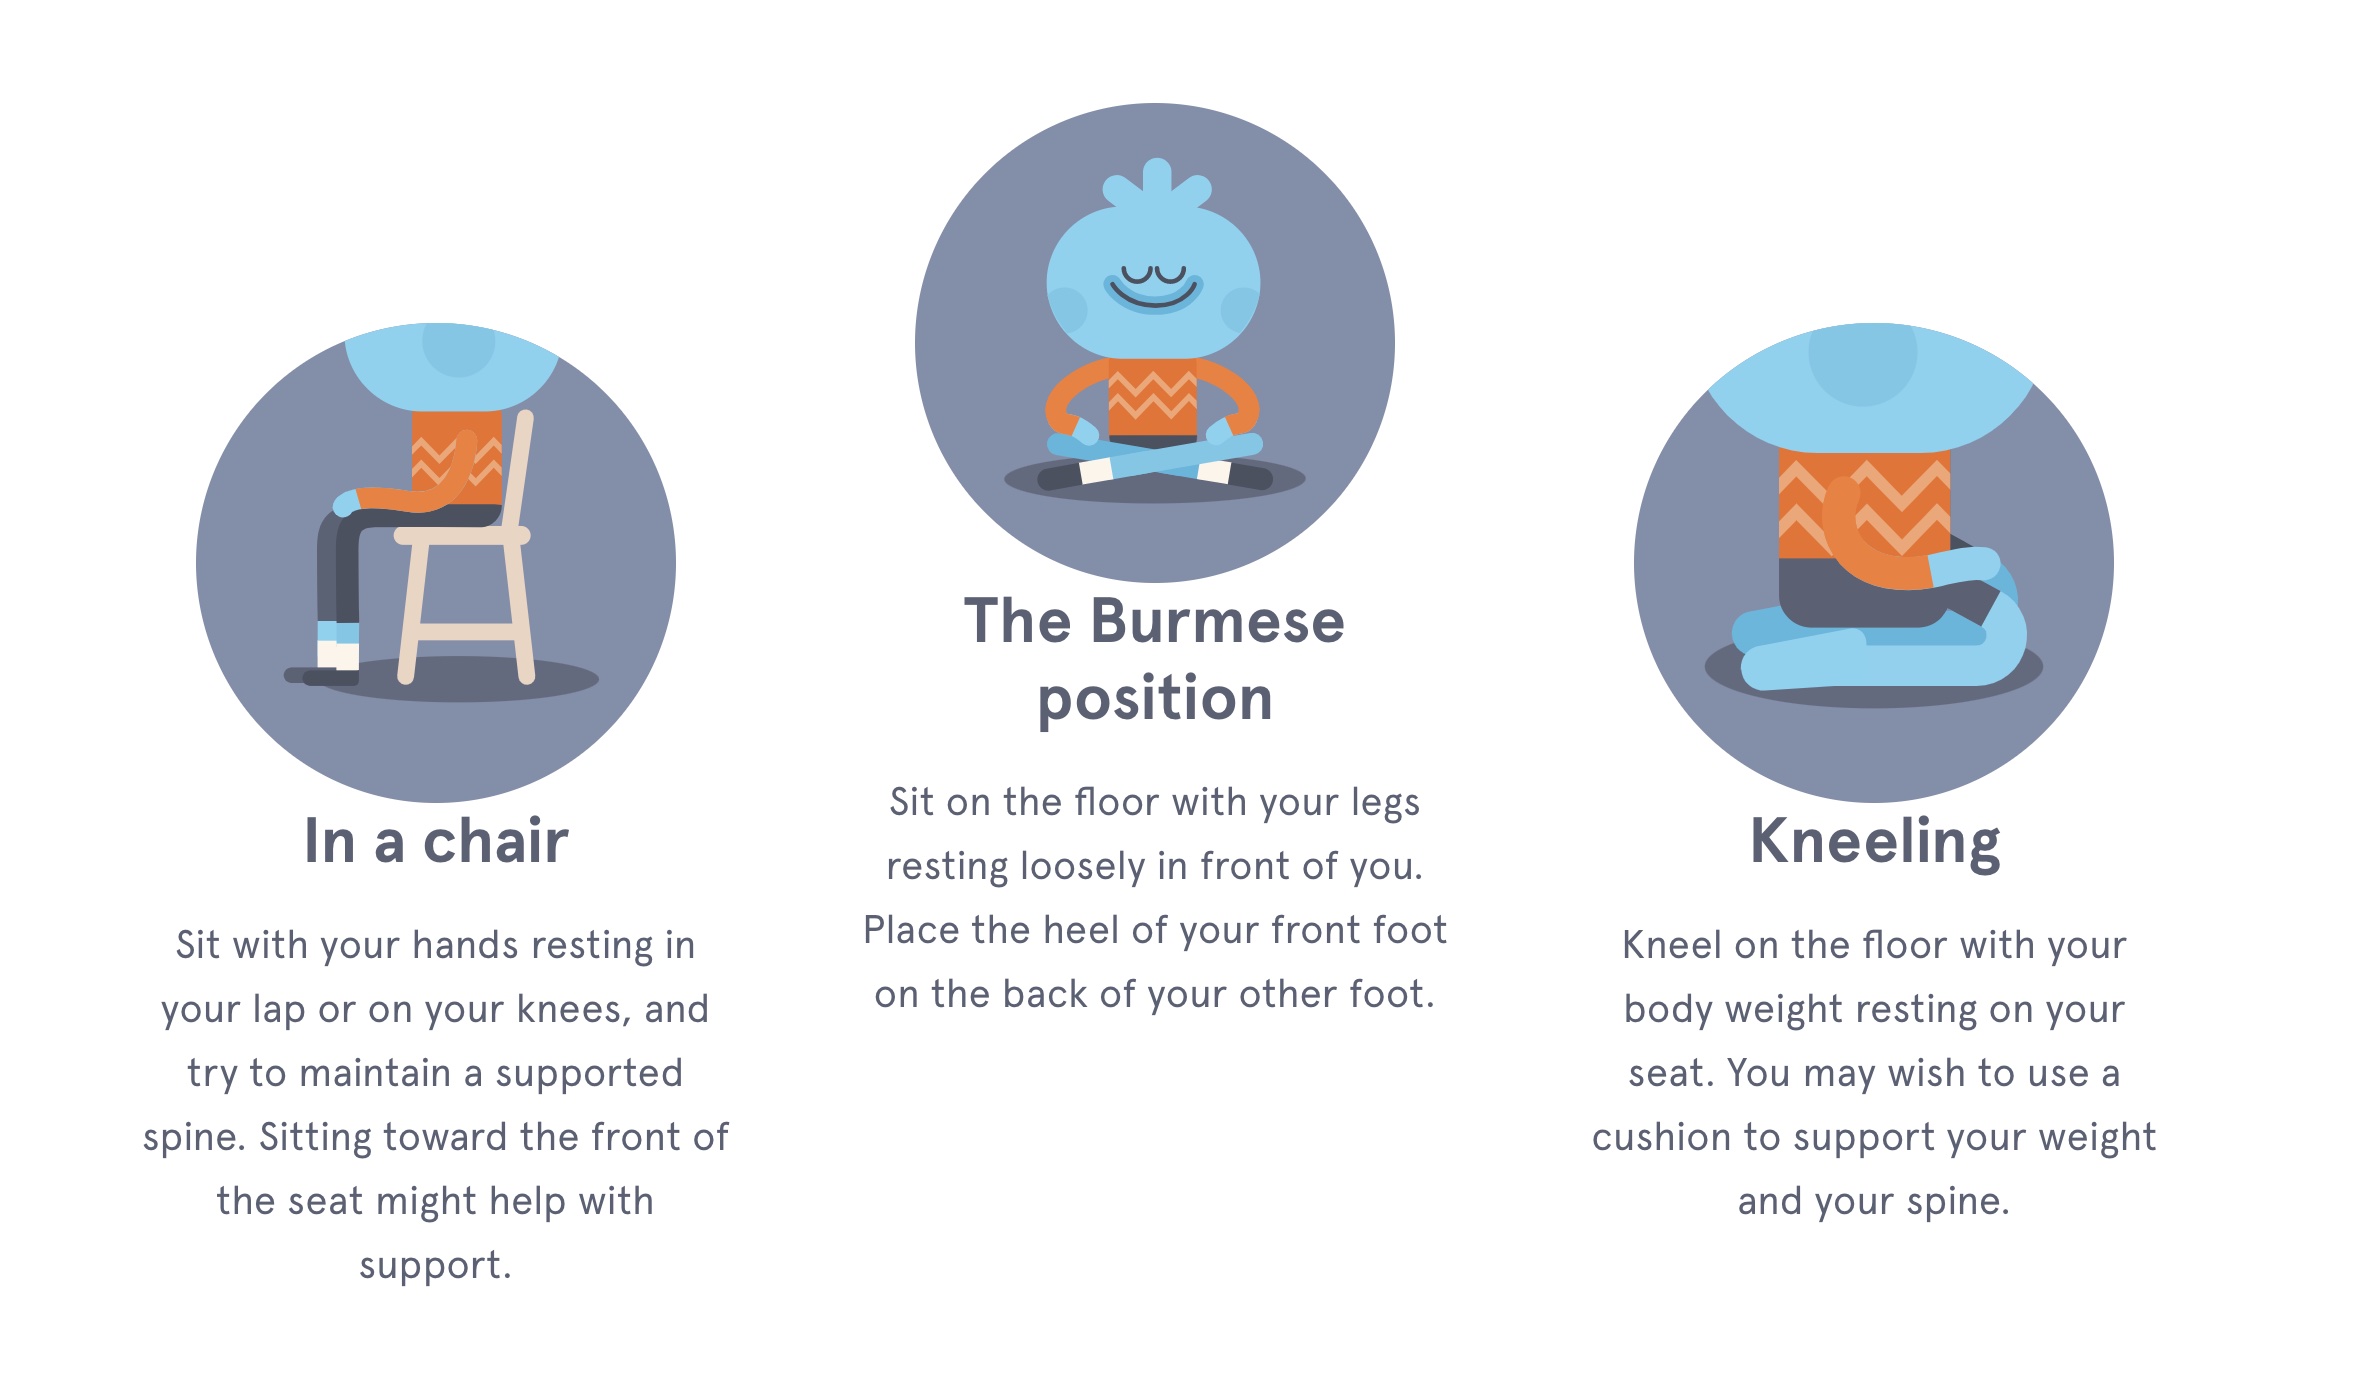 In a chair
Sit with your hands resting in
your lap or on your knees, and
try to maintain a supported
spine. Sitting toward the front of
the seat might help with
support.
The Burmese
position
Sit on the floor with your legs
resting loosely in front of you.
Place the heel of your front foot
on the back of your other foot.
Kneeling
Kneel on the floor with your
body weight resting on your
seat. You may wish to use a
cushion to support your weight
and your spine.